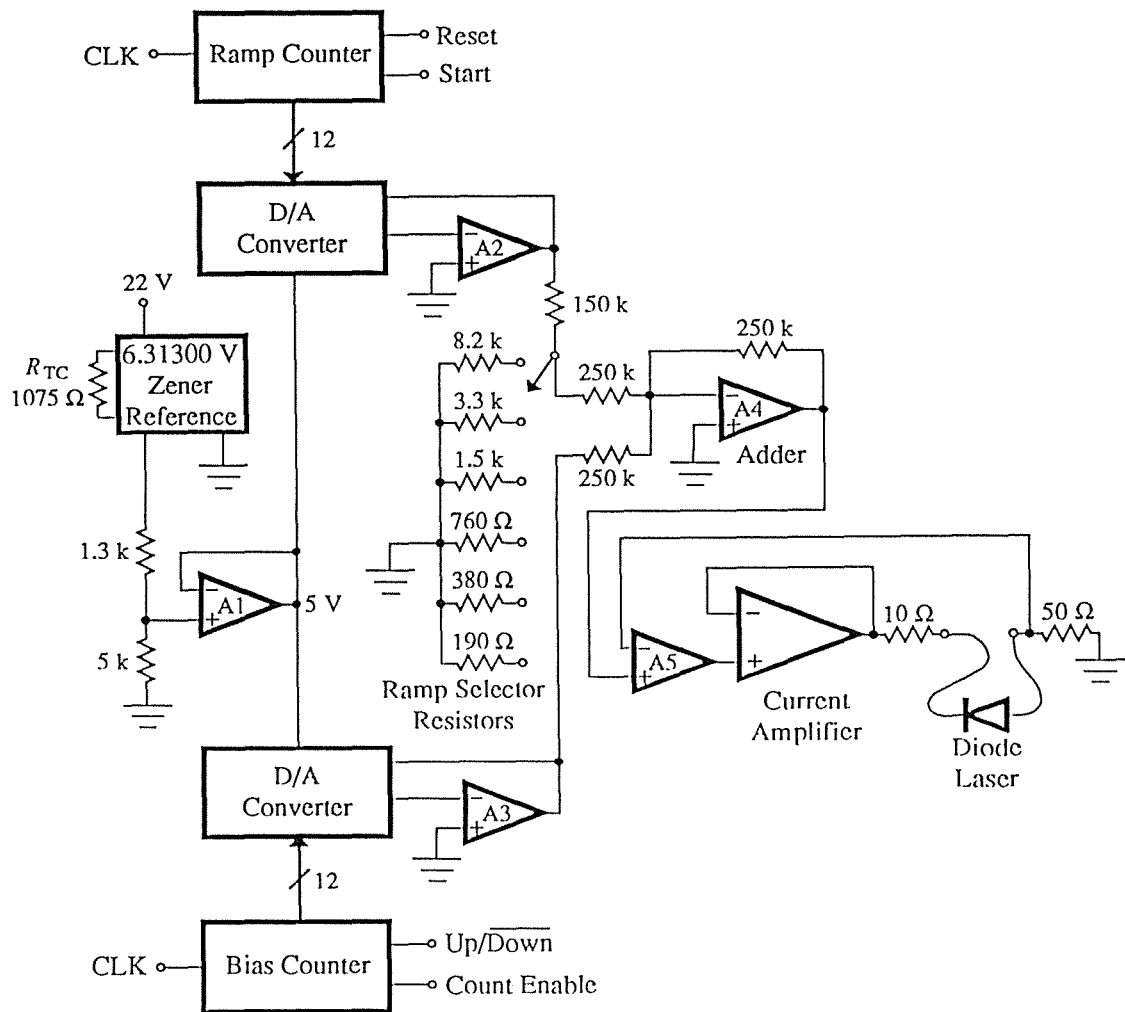 CLK
Ramp Counter
Reset
Start
12
D/A
Converter
A2
−
+
22 V
150 k
R_TC
1075 Ω
6.31300 V
Zener
Reference
8.2 k
3.3 k
1.5 k
760 Ω
380 Ω
190 Ω
Ramp Selector
Resistors
250 k
250 k
250 k
A4
−
+
Adder
1.3 k
5 k
A1
−
+
5 V
A5
−
+
−
+
Current
Amplifier
10 Ω
50 Ω
Diode
Laser
D/A
Converter
A3
−
+
12
CLK
Bias Counter
Up/D̅o̅w̅n̅
Count Enable